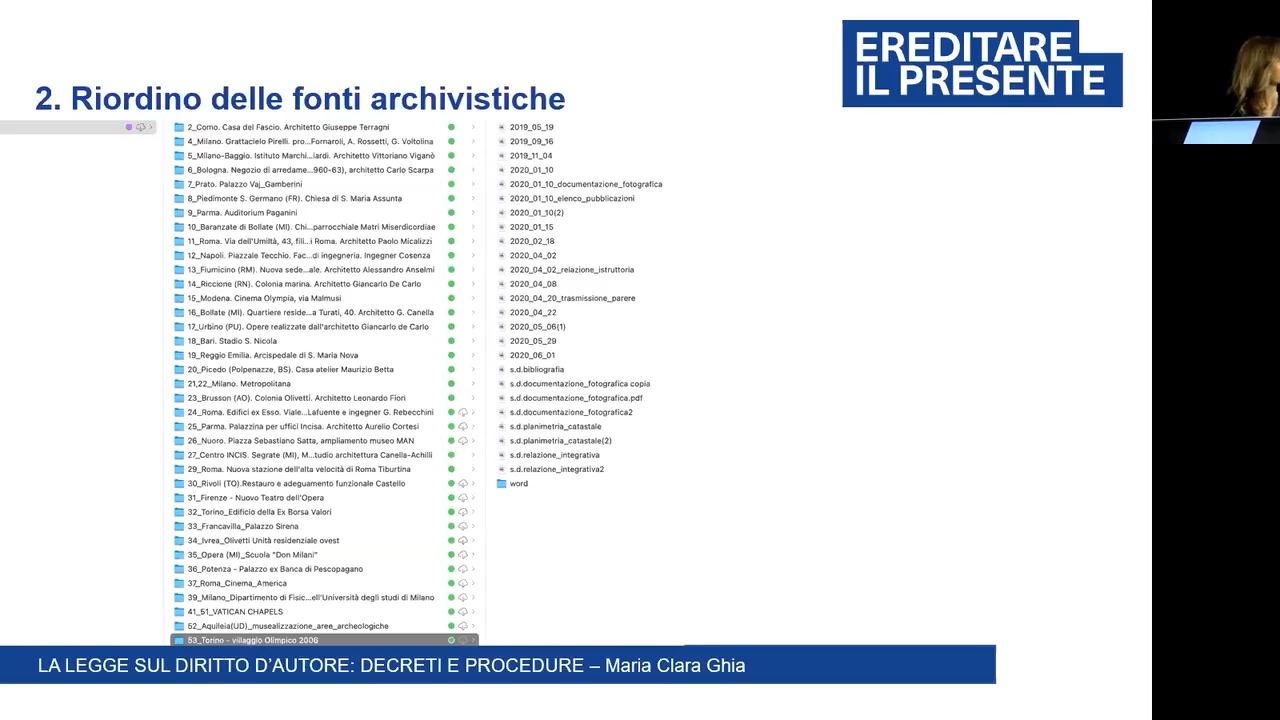 EREDITARE
IL PRESENTE
2. Riordino delle fonti archivistiche
2_Como. Casa del Fascio. Architetto Giuseppe Terragni
4_Milano. Grattacielo Pirelli. pro...Fornaroli, A. Rossetti, G. Voltolina
5_Milano-Baggio. Istituto Marchi...iardi. Architetto Vittoriano Viganò
6_Bologna. Negozio di arredame...960-63), architetto Carlo Scarpa
7_Prato. Palazzo Vaj_Gamberini
8_Piedimonte S. Germano (FR). Chiesa di S. Maria Assunta
9_Parma. Auditorium Paganini
10_Baranzate di Bollate (MI). Chi...parrocchiale Matri Misericordiae
11_Roma. Via dell'Umiltà, 43, fili...i Roma. Architetto Paolo Micalizzi
12_Napoli. Piazzale Tecchio. Fac...di ingegneria. Ingegner Cosenza
13_Fiumicino (RM). Nuova sede...ale. Architetto Alessandro Anselmi
14_Riccione (RN). Colonia marina. Architetto Giancarlo De Carlo
15_Modena. Cinema Olympia, via Malmusi
16_Bollate (MI). Quartiere reside...a Turati, 40. Architetto G. Canella
17_Urbino (PU). Opere realizzate dall'architetto Giancarlo de Carlo
18_Bari. Stadio S. Nicola
19_Reggio Emilia. Arcispedale di S. Maria Nova
20_Picedo (Polpenazze, BS). Casa atelier Maurizio Betta
21,22_Milano. Metropolitana
23_Brusson (AO). Colonia Olivetti. Architetto Leonardo Fiori
24_Roma. Edifici ex Esso. Viale...Lafuente e ingegner G. Rebecchini
25_Parma. Palazzina per uffici Incisa. Architetto Aurelio Cortesi
26_Nuoro. Piazza Sebastiano Satta, ampliamento museo MAN
27_Centro INCIS. Segrate (MI), M...tudio architettura Canella-Achilli
29_Roma. Nuova stazione dell'alta velocità di Roma Tiburtina
30_Rivoli (TO).Restauro e adeguamento funzionale Castello
31_Firenze - Nuovo Teatro dell'Opera
32_Torino_Edificio della Ex Borsa Valori
33_Francavilla_Palazzo Sirena
34_Ivrea_Olivetti Unità residenziale ovest
35_Opera (MI)_Scuola "Don Milani"
36_Potenza - Palazzo ex Banca di Pescopagano
37_Roma_Cinema_America
39_Milano_Dipartimento di Fisic...ell'Università degli studi di Milano
41_51_VATICAN CHAPELS
52_Aquileia(UD)_musealizzazione_aree_archeologiche
53_Torino - villaggio Olimpico 2006
2019_05_19
2019_09_16
2019_11_04
2020_01_10
2020_01_10_documentazione_fotografica
2020_01_10_elenco_pubblicazioni
2020_01_10(2)
2020_01_15
2020_02_18
2020_04_02
2020_04_02_relazione_istruttoria
2020_04_08
2020_04_20_trasmissione_parere
2020_04_22
2020_05_06(1)
2020_05_29
2020_06_01
s.d.bibliografia
s.d.documentazione_fotografica copia
s.d.documentazione_fotografica.pdf
s.d.documentazione_fotografica2
s.d.planimetria_catastale
s.d.planimetria_catastale(2)
s.d.relazione_integrativa
s.d.relazione_integrativa2
word
LA LEGGE SUL DIRITTO D'AUTORE: DECRETI E PROCEDURE – Maria Clara Ghia